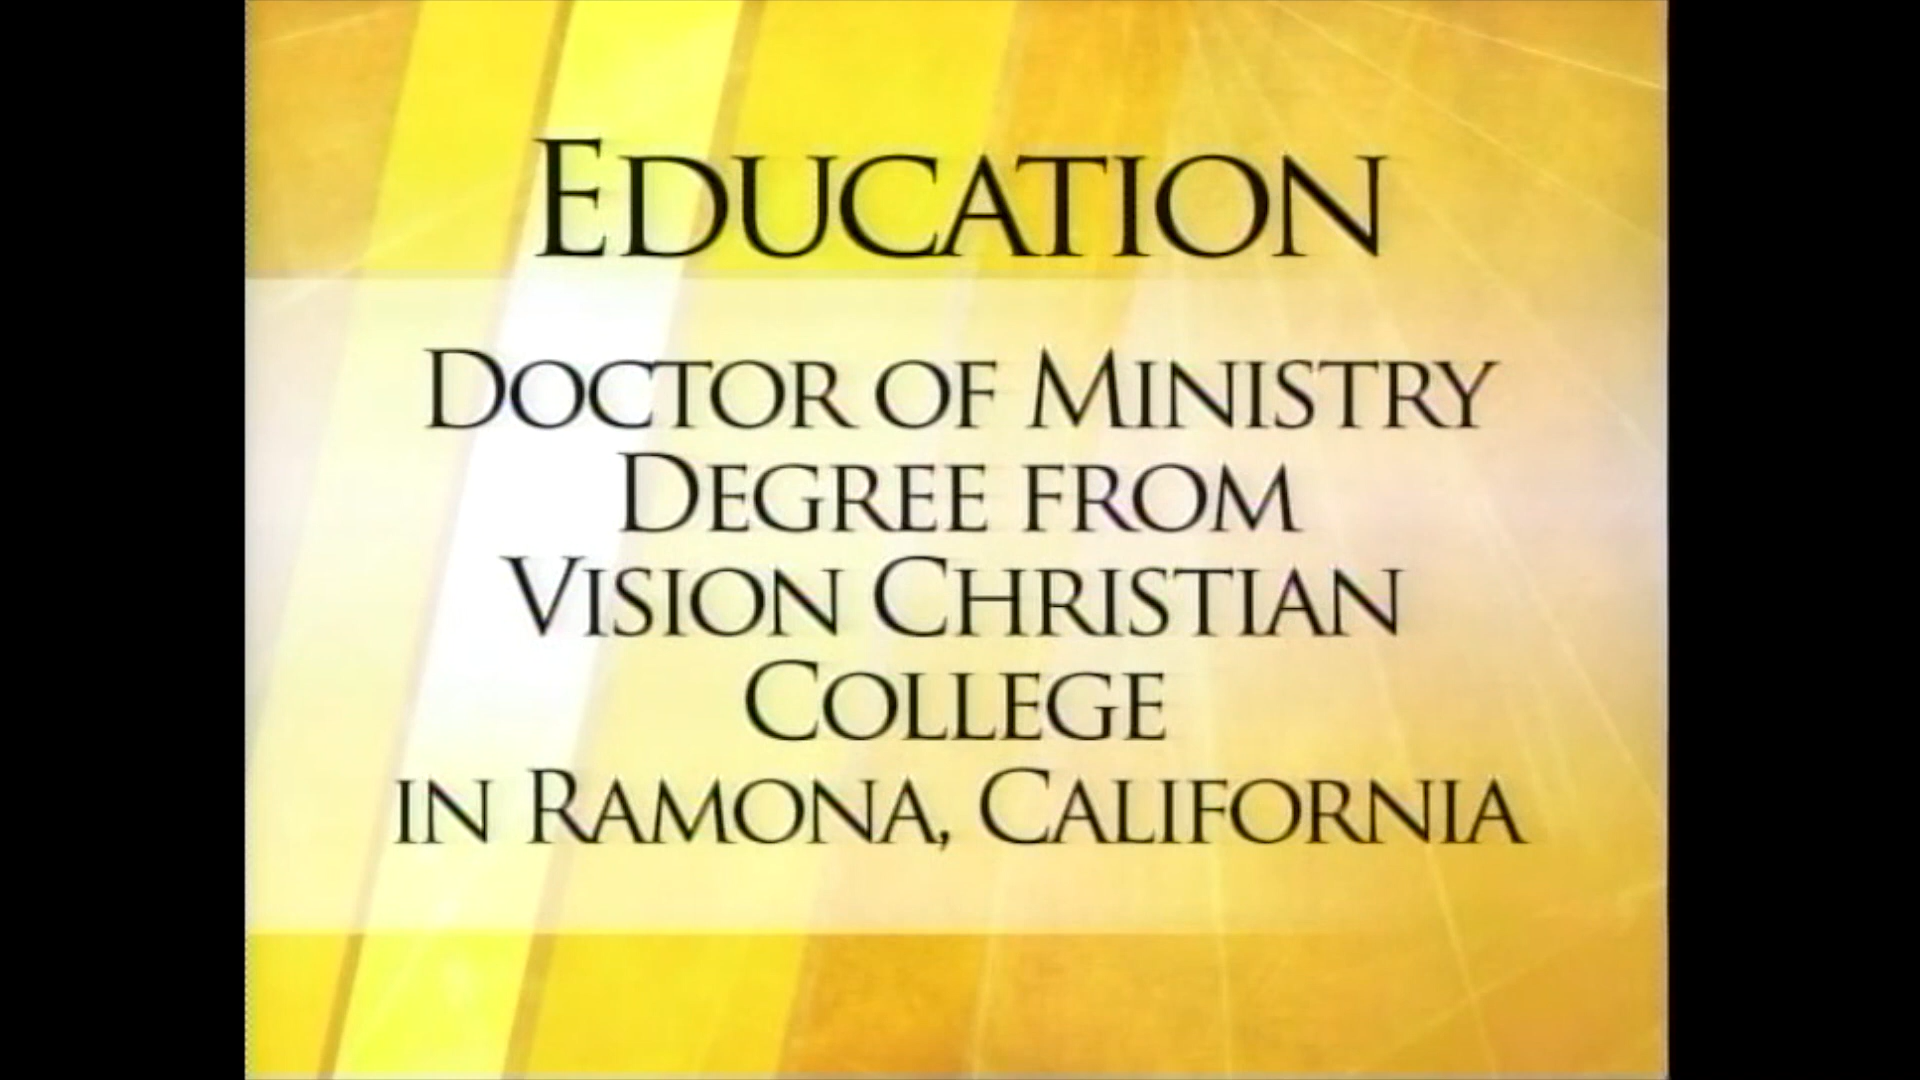 EDUCATION
DOCTOR OF MINISTRY
DEGREE FROM
VISION CHRISTIAN
COLLEGE
IN RAMONA, CALIFORNIA